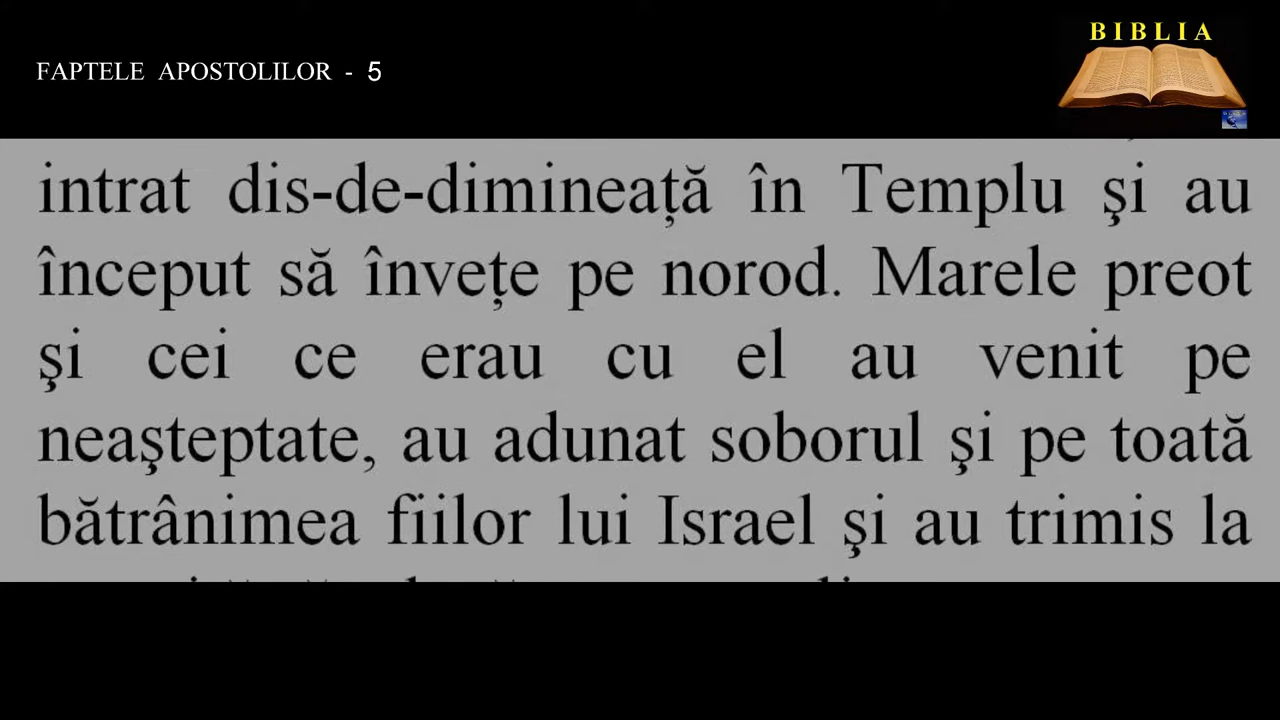 BIBLIA
FAPTELE APOSTOLILOR - 5
intrat dis-de-dimineață în Templu şi au
început să învețe pe norod. Marele preot
şi cei ce erau cu el au venit pe
neaşteptate, au adunat soborul şi pe toată
bătrânimea fiilor lui Israel şi au trimis la